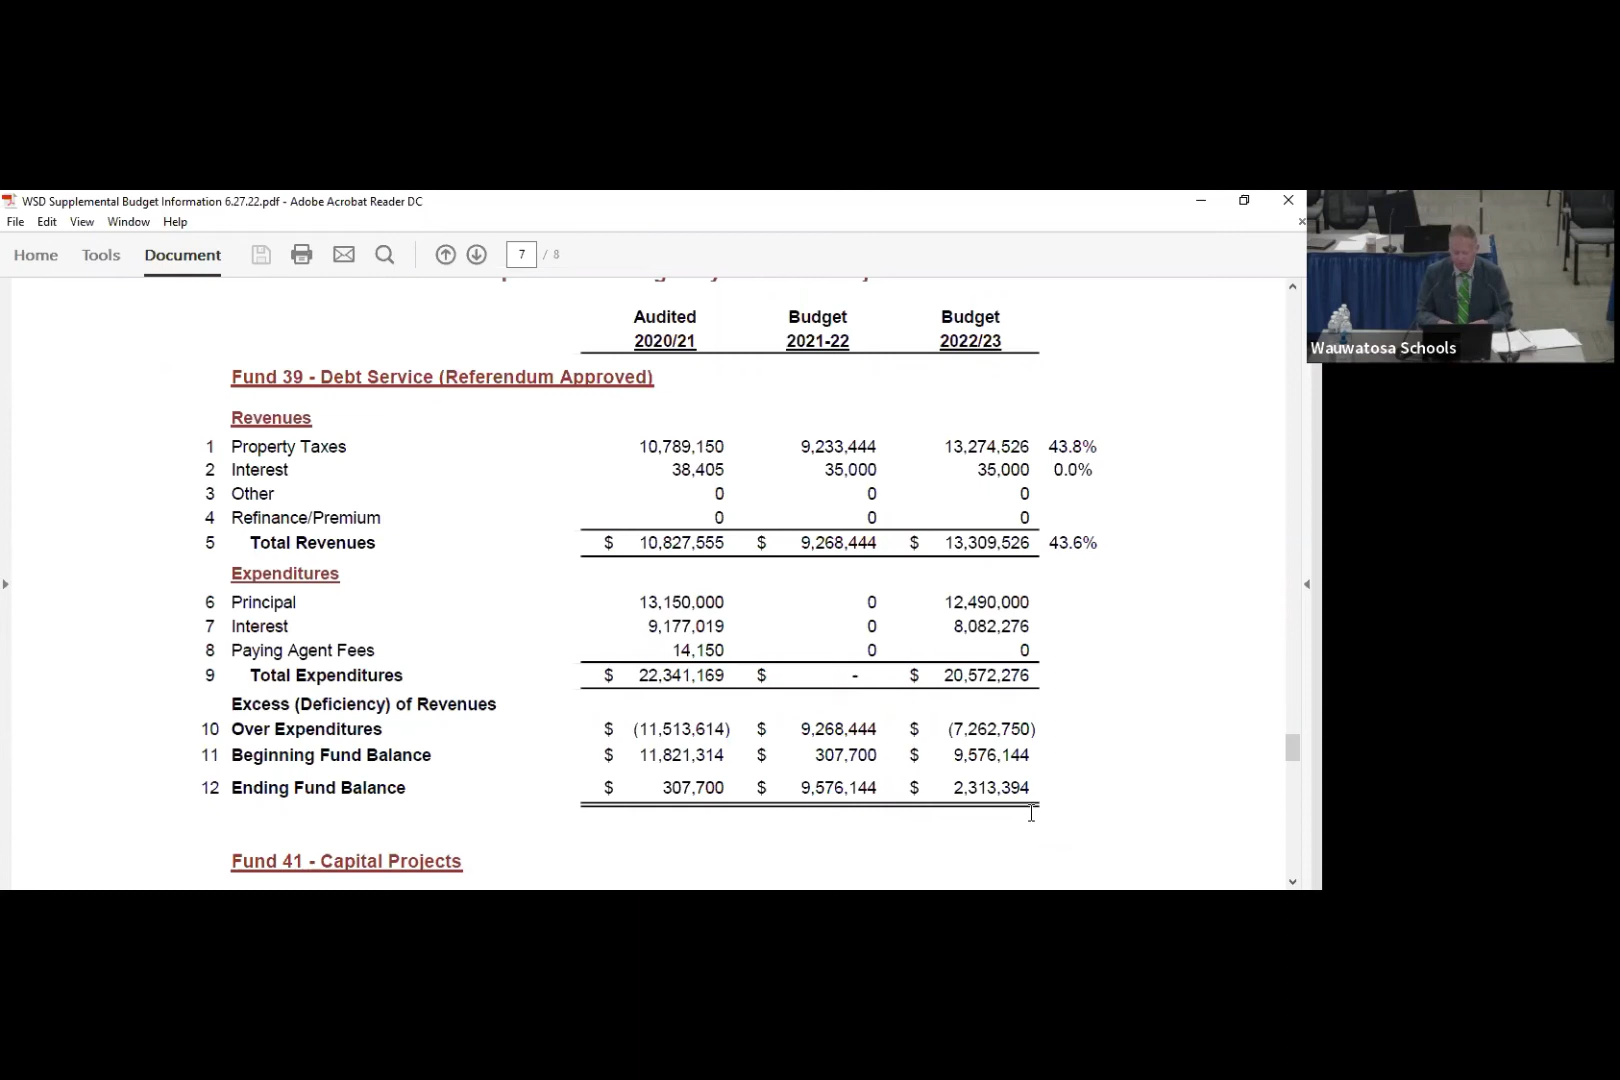 WSD Supplemental Budget Information 6.27.22.pdf - Adobe Acrobat Reader DC
File Edit View Window Help
Home Tools Document 7 / 8
Audited Budget Budget
2020/21 2021-22 2022/23
Fund 39 - Debt Service (Referendum Approved)
Revenues
1 Property Taxes 10,789,150 9,233,444 13,274,526 43.8%
2 Interest 38,405 35,000 35,000 0.0%
3 Other 0 0 0
4 Refinance/Premium 0 0 0
5 Total Revenues $ 10,827,555 $ 9,268,444 $ 13,309,526 43.6%
Expenditures
6 Principal 13,150,000 0 12,490,000
7 Interest 9,177,019 0 8,082,276
8 Paying Agent Fees 14,150 0 0
9 Total Expenditures $ 22,341,169 $ - $ 20,572,276
Excess (Deficiency) of Revenues
10 Over Expenditures $ (11,513,614) $ 9,268,444 $ (7,262,750)
11 Beginning Fund Balance $ 11,821,314 $ 307,700 $ 9,576,144
12 Ending Fund Balance $ 307,700 $ 9,576,144 $ 2,313,394
Fund 41 - Capital Projects
Wauwatosa Schools